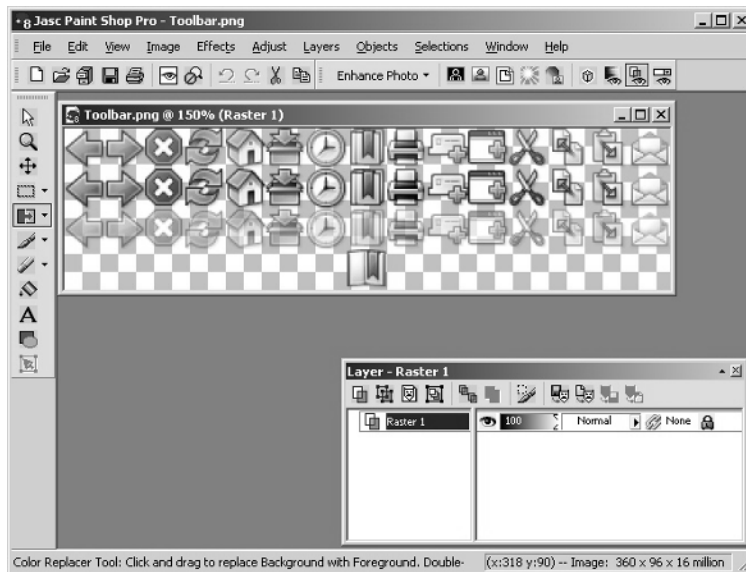 8 Jasc Paint Shop Pro - Toolbar.png
File Edit View Image Effects Adjust Layers Objects Selections Window Help
Enhance Photo
Toolbar.png @ 150% (Raster 1)
A
Layer - Raster 1
Raster 1 100 Normal None
Color Replacer Tool: Click and drag to replace Background with Foreground. Double- (x:318 y:90) -- Image: 360 x 96 x 16 million